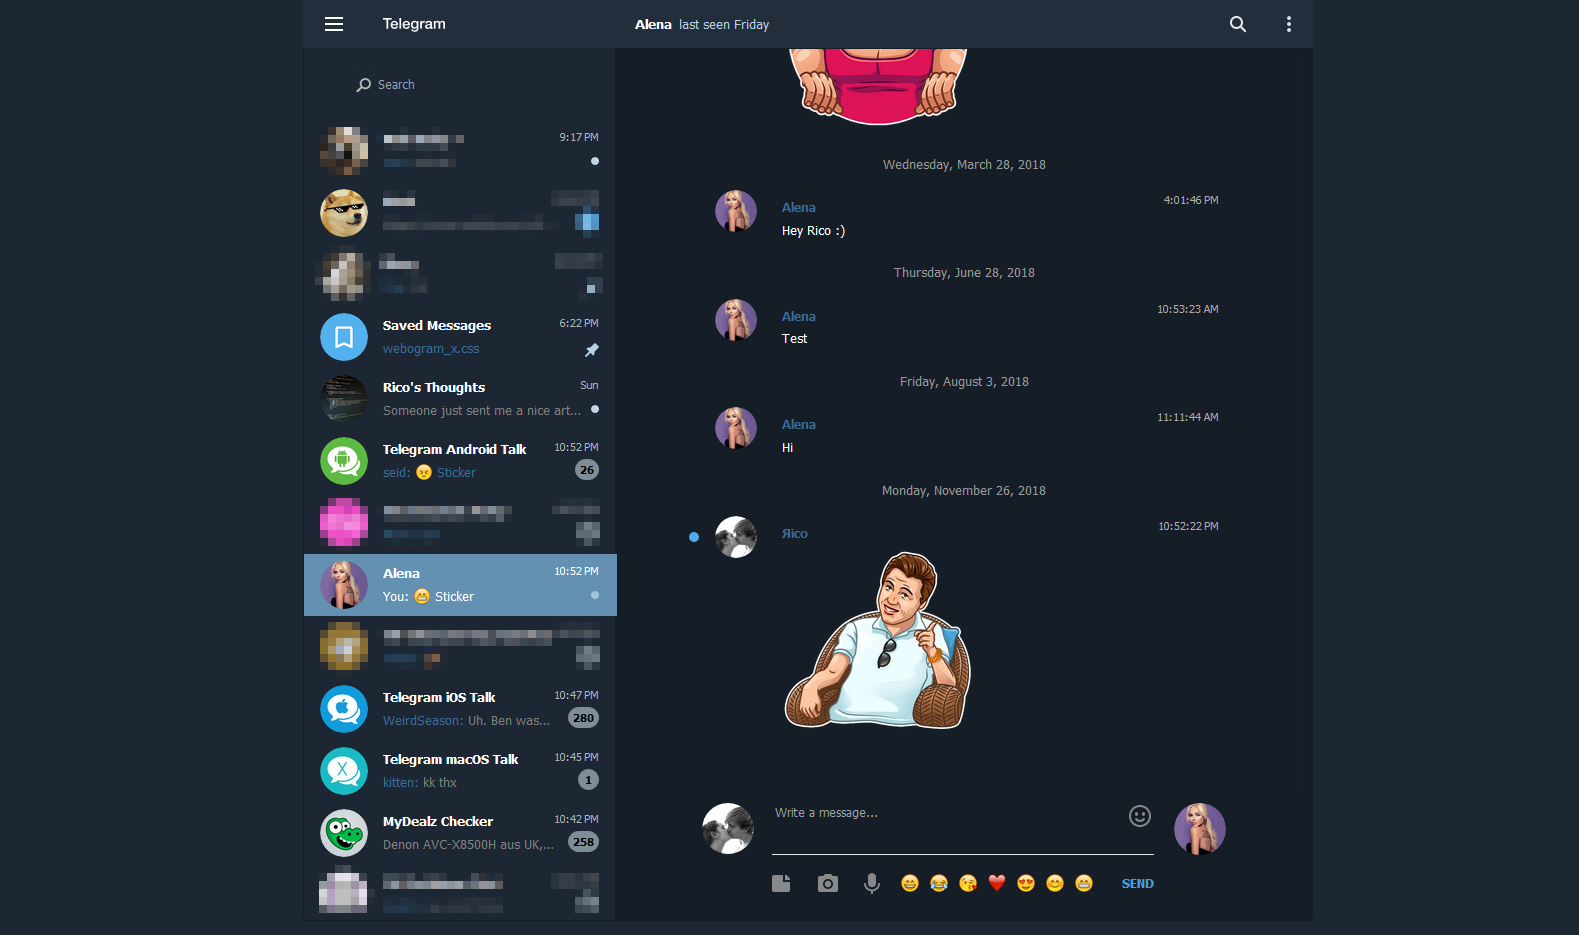 Telegram
Alena last seen Friday
Search
9:17 PM
Saved Messages 6:22 PM
webogram_x.css
Rico's Thoughts Sun
Someone just sent me a nice art...
Telegram Android Talk 10:52 PM
seid: 😠 Sticker 26
Alena 10:52 PM
You: 😁 Sticker
Telegram iOS Talk 10:47 PM
WeirdSeason: Uh. Ben was... 280
Telegram macOS Talk 10:45 PM
X
kitten: kk thx 1
MyDealz Checker 10:42 PM
Denon AVC-X8500H aus UK,... 258
Wednesday, March 28, 2018
Alena 4:01:46 PM
Hey Rico :)
Thursday, June 28, 2018
Alena 10:53:23 AM
Test
Friday, August 3, 2018
Alena 11:11:44 AM
Hi
Monday, November 26, 2018
Яico 10:52:22 PM
Write a message...
SEND